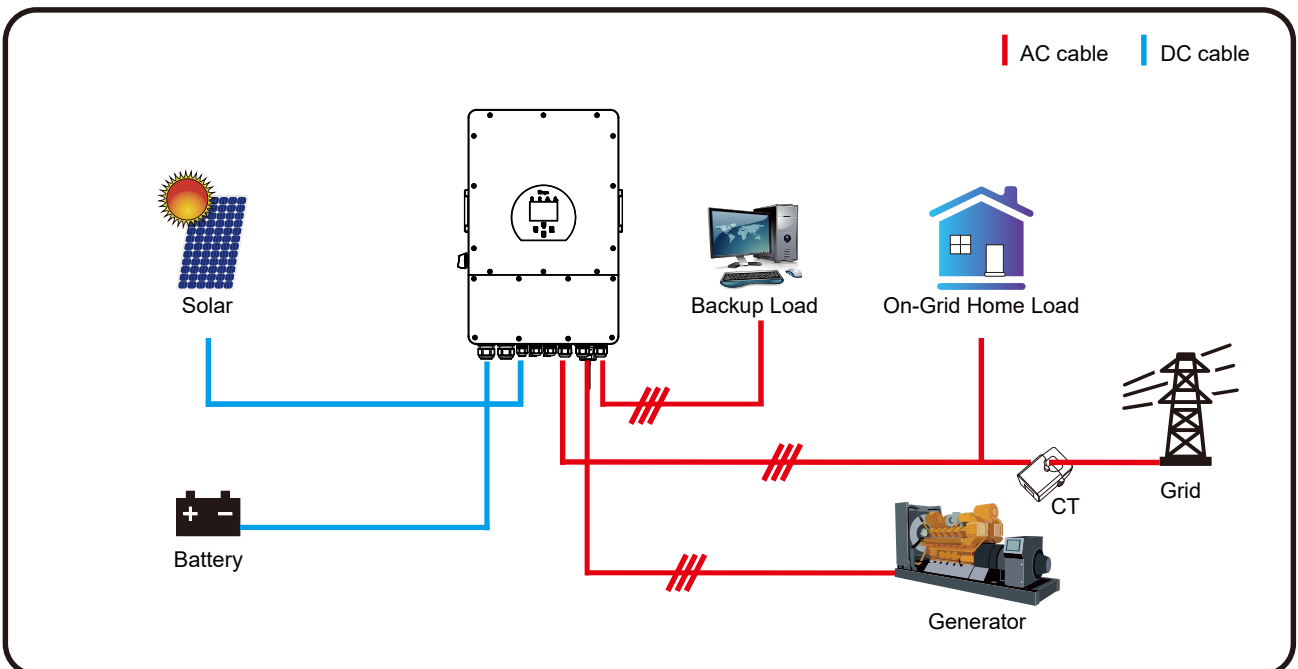 AC cable
DC cable
Solar
Backup Load
On-Grid Home Load
CT
Grid
Battery
Generator